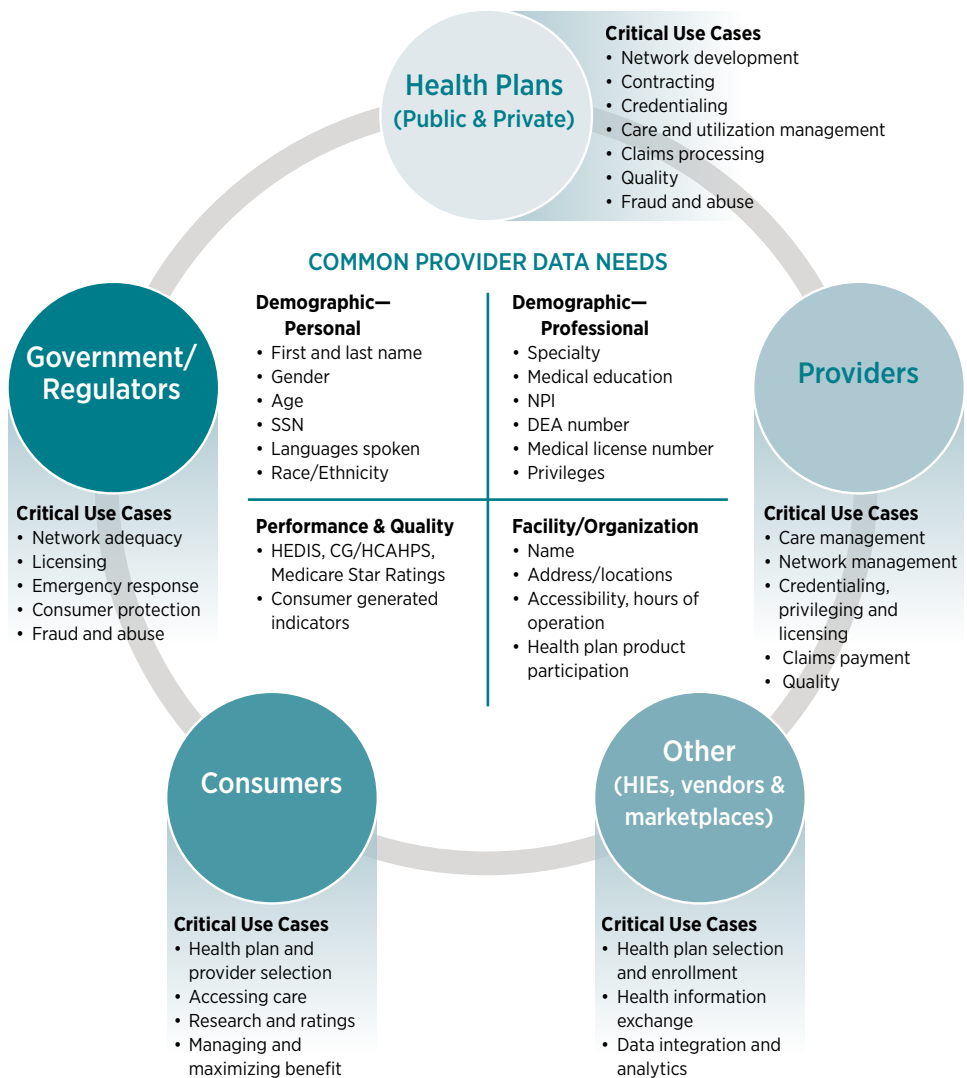 Health Plans
(Public & Private)
Critical Use Cases
• Network development
• Contracting
• Credentialing
• Care and utilization management
• Claims processing
• Quality
• Fraud and abuse
COMMON PROVIDER DATA NEEDS
Demographic—
Personal
• First and last name
• Gender
• Age
• SSN
• Languages spoken
• Race/Ethnicity
Demographic—
Professional
• Specialty
• Medical education
• NPI
• DEA number
• Medical license number
• Privileges
Performance & Quality
• HEDIS, CG/HCAHPS,
Medicare Star Ratings
• Consumer generated
indicators
Facility/Organization
• Name
• Address/locations
• Accessibility, hours of
operation
• Health plan product
participation
Government/
Regulators
Critical Use Cases
• Network adequacy
• Licensing
• Emergency response
• Consumer protection
• Fraud and abuse
Providers
Critical Use Cases
• Care management
• Network management
• Credentialing,
privileging and
licensing
• Claims payment
• Quality
Consumers
Critical Use Cases
• Health plan and
provider selection
• Accessing care
• Research and ratings
• Managing and
maximizing benefit
Other
(HIEs, vendors &
marketplaces)
Critical Use Cases
• Health plan selection
and enrollment
• Health information
exchange
• Data integration and
analytics